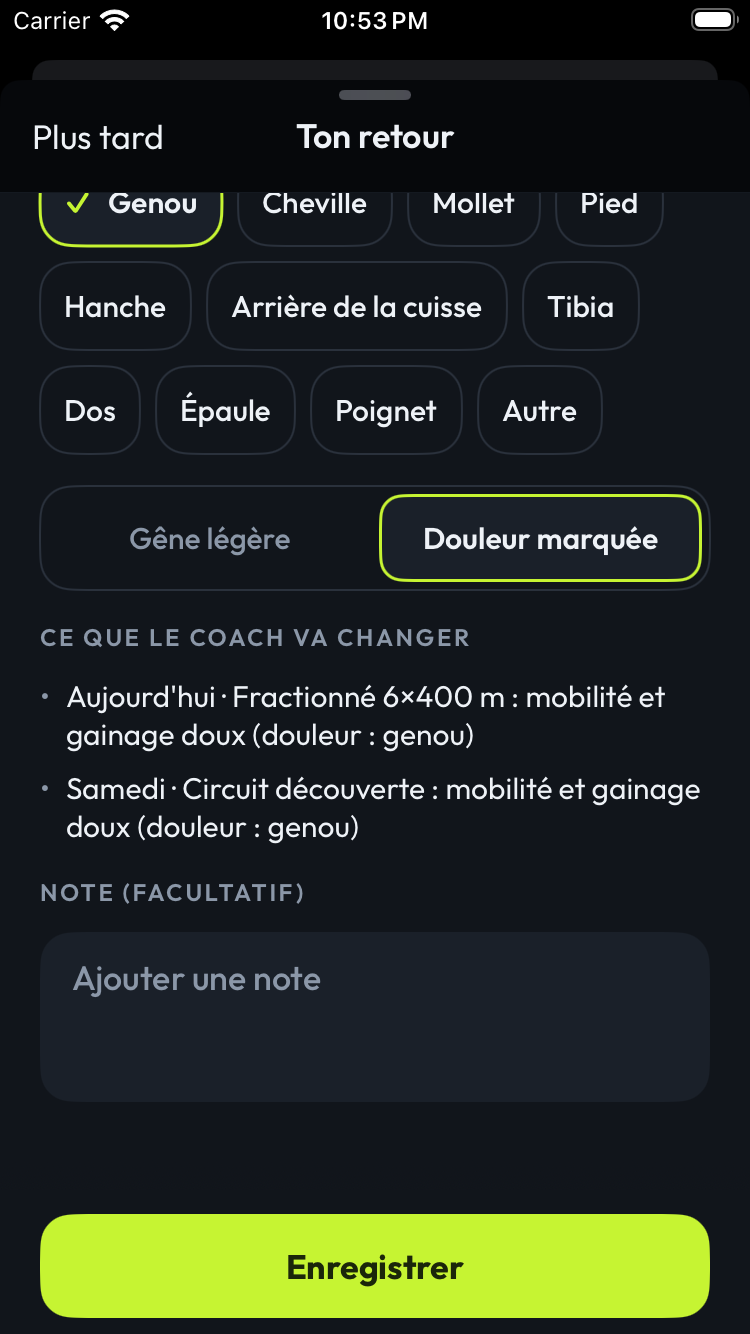 Carrier 10:53 PM
Plus tard Ton retour
Genou Cheville Mollet Pied
Hanche Arrière de la cuisse Tibia
Dos Épaule Poignet Autre
Gêne légère Douleur marquée
CE QUE LE COACH VA CHANGER
• Aujourd'hui · Fractionné 6×400 m : mobilité et
gainage doux (douleur : genou)
• Samedi · Circuit découverte : mobilité et gainage
doux (douleur : genou)
NOTE (FACULTATIF)
Ajouter une note
Enregistrer